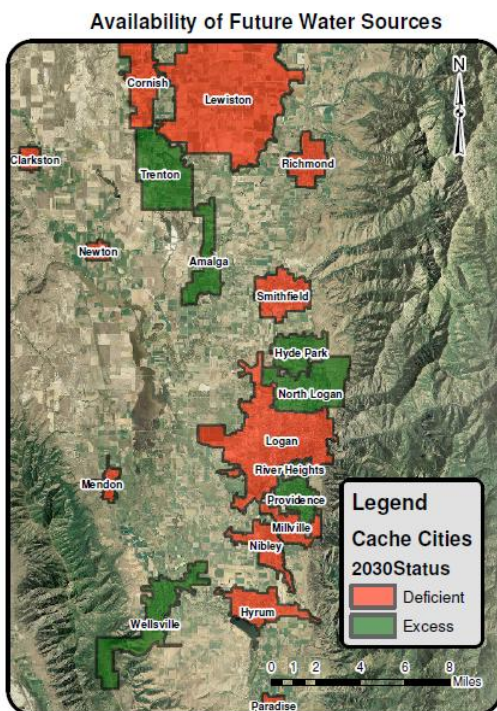 Availability of Future Water Sources
N
Cornish
Lewiston
Clarkston
Richmond
Trenton
Newton
Amalga
Smithfield
Hyde Park
North Logan
Logan
River Heights
Mendon
Providence
Millville
Nibley
Hyrum
Wellsville
Paradise
Legend
Cache Cities
2030Status
Deficient
Excess
0 1 2 4 6 8
Miles